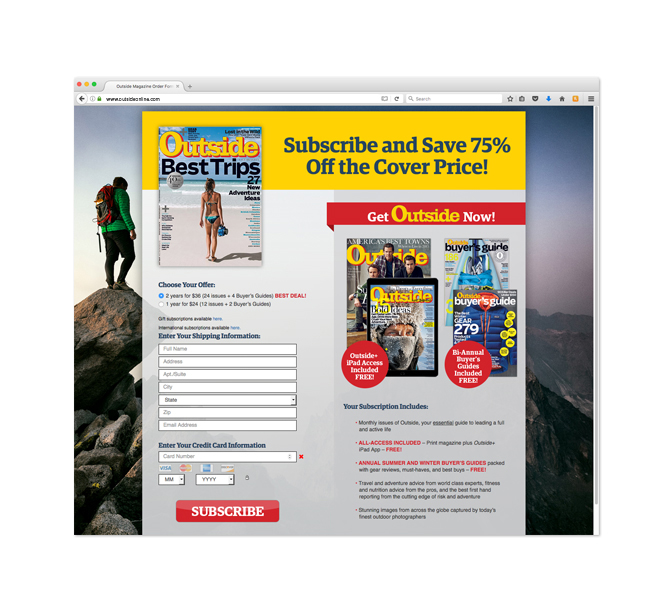 Outside Magazine Order Form
www.outsideonline.com
Search
Look to the Wild
Outside
Best Trips
27
New
Adventure
Ideas
Subscribe and Save 75%
Off the Cover Price!
Get Outside Now!
AMERICA'S BEST TOWNS
Outside
buyer's guide
Outside
Bold Ideas
Outside
buyer's guide
GEAR
279
Outside+
iPad Access
Included
FREE!
Bi-Annual
Buyer's
Guides
Included
FREE!
Choose Your Offer:
2 years for $36 (24 issues + 4 Buyer's Guides) BEST DEAL!
1 year for $24 (12 issues + 2 Buyer's Guides)
Gift subscriptions available here.
International subscriptions available here.
Enter Your Shipping Information:
Full Name
Address
Apt./Suite
City
State
Zip
Email Address
Enter Your Credit Card Information
Card Number
VISA
MM
YYYY
SUBSCRIBE
Your Subscription Includes:
• Monthly issues of Outside, your essential guide to leading a full
and active life
• ALL-ACCESS INCLUDED – Print magazine plus Outside+
iPad App – FREE!
• ANNUAL SUMMER AND WINTER BUYER'S GUIDES packed
with gear reviews, must-haves, and best buys – FREE!
• Travel and adventure advice from world class experts, fitness
and nutrition advice from the pros, and the best first hand
reporting from the cutting edge of risk and adventure
• Stunning images from across the globe captured by today's
finest outdoor photographers